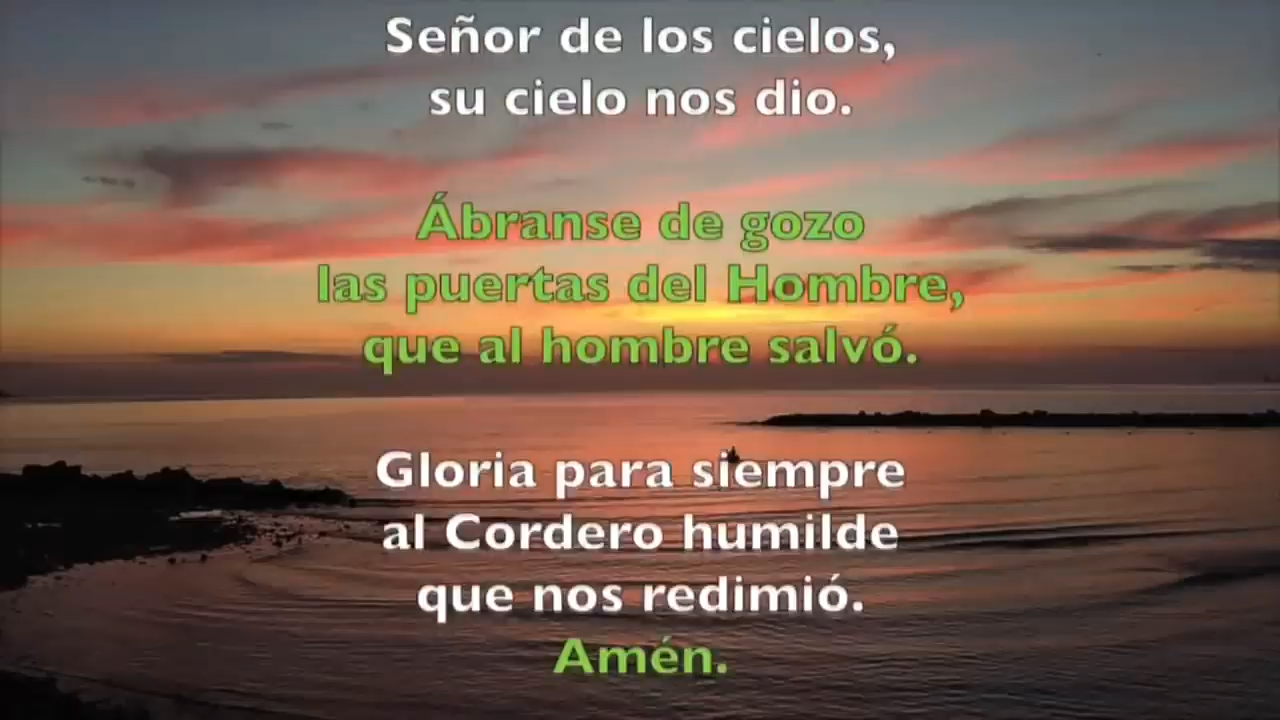 Señor de los cielos,
su cielo nos dio.
Ábranse de gozo
las puertas del Hombre,
que al hombre salvó.
Gloria para siempre
al Cordero humilde
que nos redimió.
Amén.